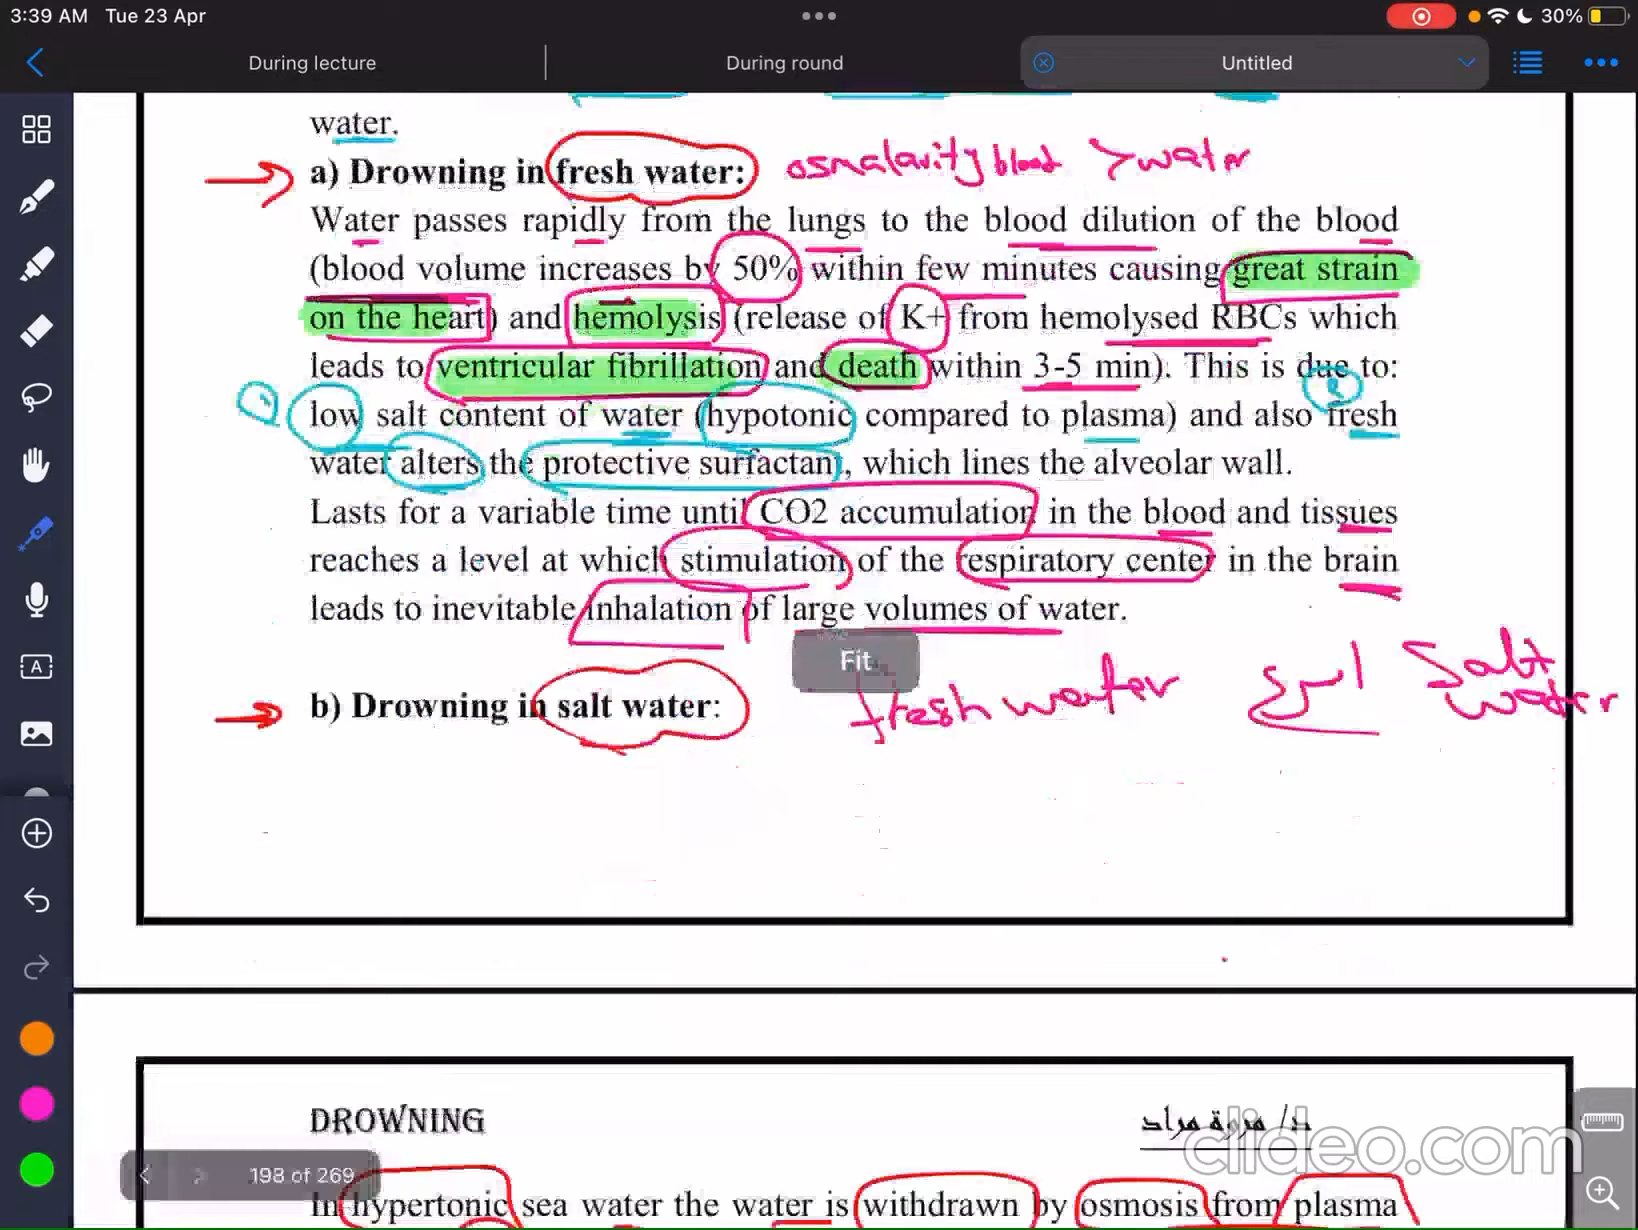 3:39 AM Tue 23 Apr
30%
During lecture During round Untitled
water.
a) Drowning in fresh water: osmalarity blood > water
Water passes rapidly from the lungs to the blood dilution of the blood
(blood volume increases by 50% within few minutes causing great strain
on the heart) and hemolysis (release of K+ from hemolysed RBCs which
leads to ventricular fibrillation and death within 3-5 min). This is due to:
low salt content of water (hypotonic compared to plasma) and also fresh
water alters the protective surfactant, which lines the alveolar wall.
Lasts for a variable time until CO2 accumulation in the blood and tissues
reaches a level at which stimulation of the respiratory center in the brain
leads to inevitable inhalation of large volumes of water.
Fit
b) Drowning in salt water: fresh water اسرع Salt
water
DROWNING د/ مروة مراد
clideo.com
198 of 269
In hypertonic sea water the water is withdrawn by osmosis from plasma